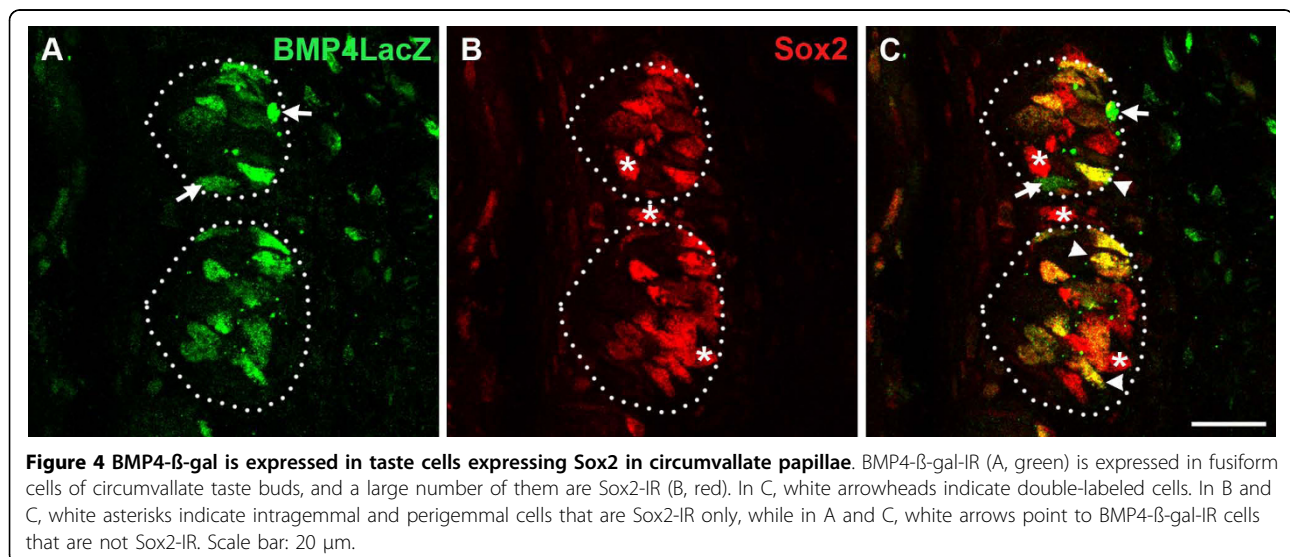 A BMP4LacZ B Sox2 C
* * *
* * *
Figure 4 BMP4-ß-gal is expressed in taste cells expressing Sox2 in circumvallate papillae. BMP4-ß-gal-IR (A, green) is expressed in fusiform
cells of circumvallate taste buds, and a large number of them are Sox2-IR (B, red). In C, white arrowheads indicate double-labeled cells. In B and
C, white asterisks indicate intragemmal and perigemmal cells that are Sox2-IR only, while in A and C, white arrows point to BMP4-ß-gal-IR cells
that are not Sox2-IR. Scale bar: 20 μm.